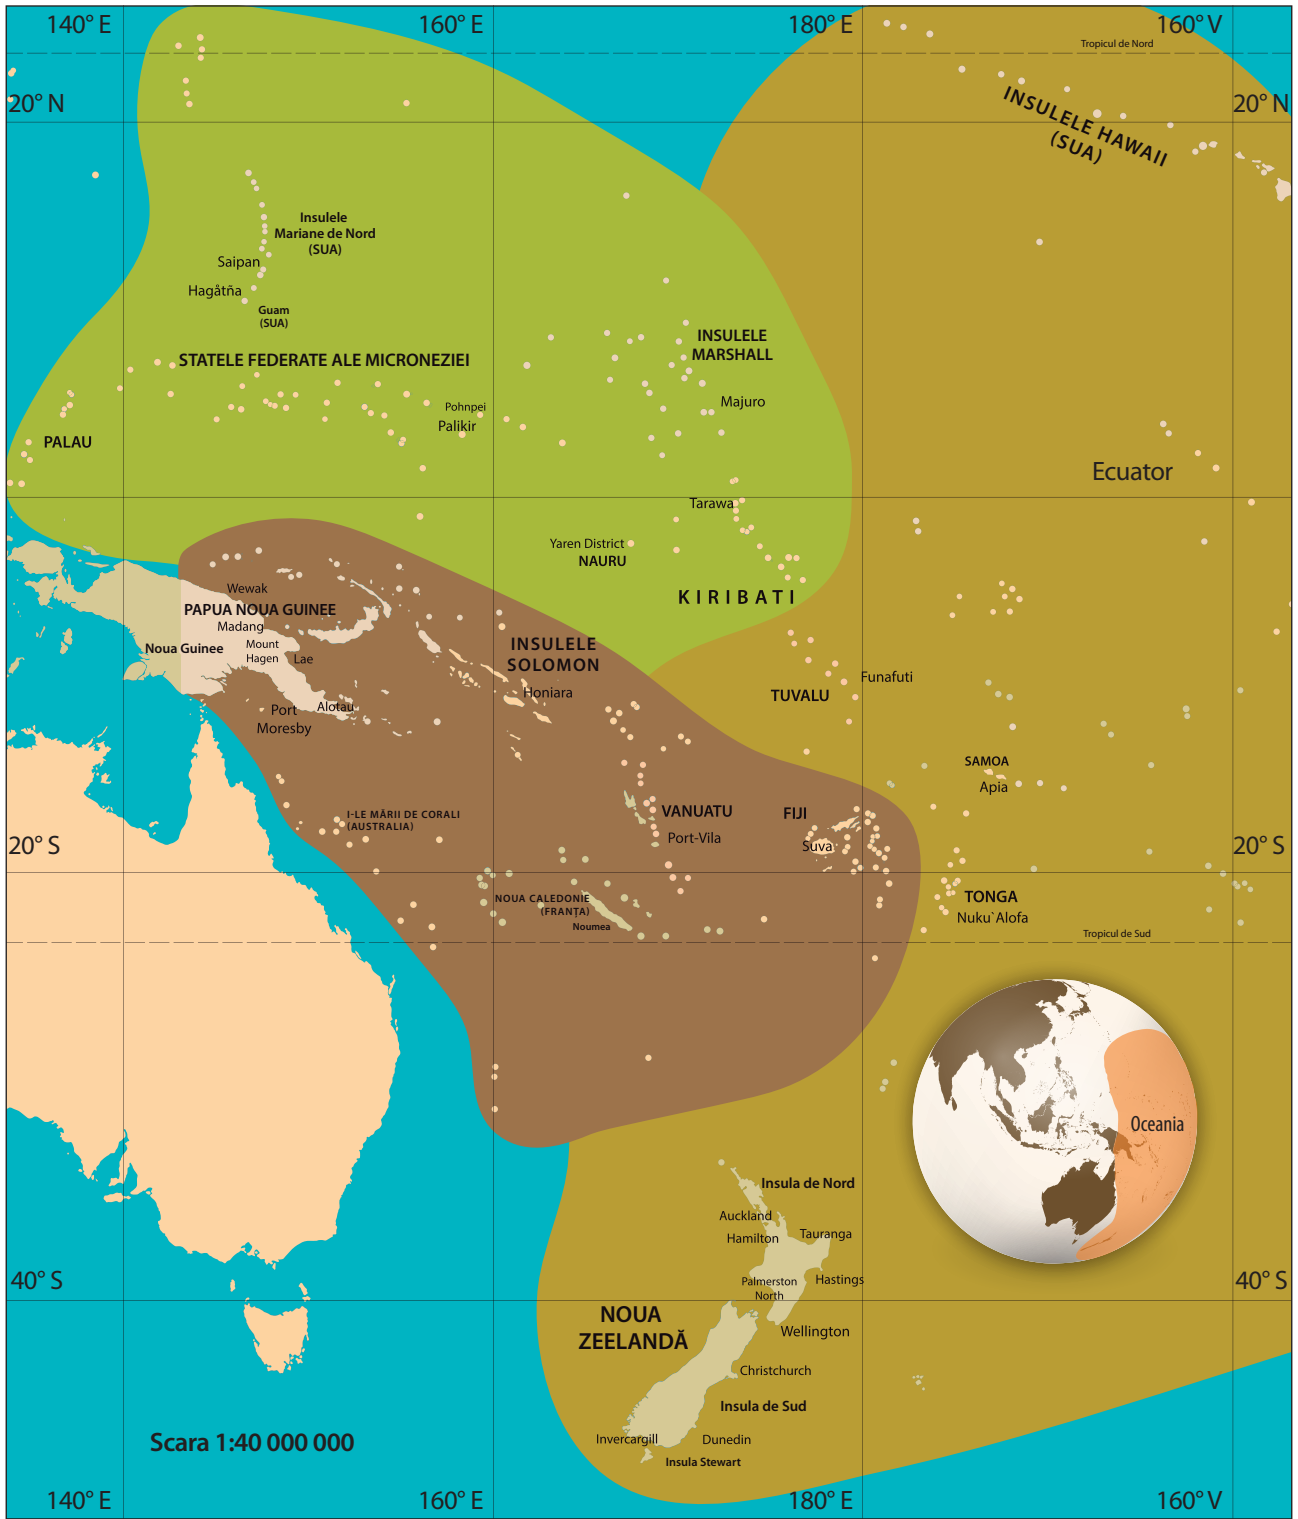 140° E
160° E
180° E
160° V
Tropicul de Nord
20° N
20° N
INSULELE HAWAII
(SUA)
Insulele
Mariane de Nord
(SUA)
Saipan
Hagåtña
Guam
(SUA)
INSULELE
MARSHALL
STATELE FEDERATE ALE MICRONEZIEI
Majuro
Pohnpei
Palikir
PALAU
Ecuator
Tarawa
Yaren District
NAURU
KIRIBATI
Wewak
PAPUA NOUA GUINEE
Madang
Noua Guinee
Mount
Hagen
Lae
INSULELE
SOLOMON
Honiara
Funafuti
TUVALU
Port
Moresby
Alotau
SAMOA
Apia
I-LE MĂRII DE CORALI
(AUSTRALIA)
VANUATU
Port-Vila
FIJI
Suva
20° S
20° S
NOUA CALEDONIE
(FRANŢA)
Noumea
TONGA
Nuku`Alofa
Tropicul de Sud
Oceania
Insula de Nord
Auckland
Hamilton
Tauranga
Palmerston
North
Hastings
40° S
40° S
NOUA
ZEELANDĂ
Wellington
Christchurch
Insula de Sud
Invercargill
Dunedin
Insula Stewart
Scara 1:40 000 000
140° E
160° E
180° E
160° V